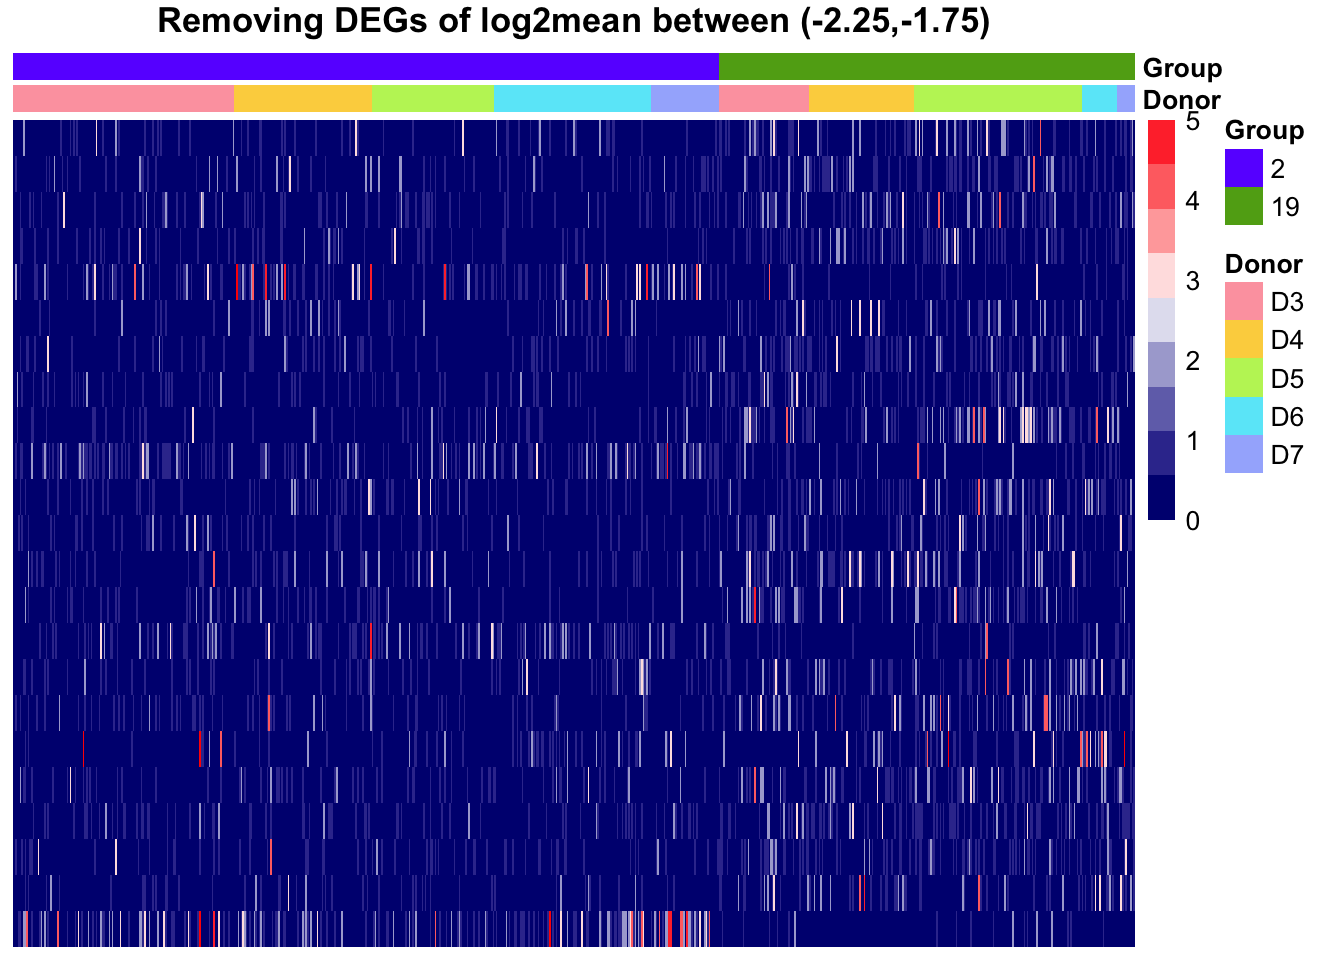 Removing DEGs of log2mean between (-2.25,-1.75)
Group
Donor
5
4
3
2
1
0
Group
2
19
Donor
D3
D4
D5
D6
D7